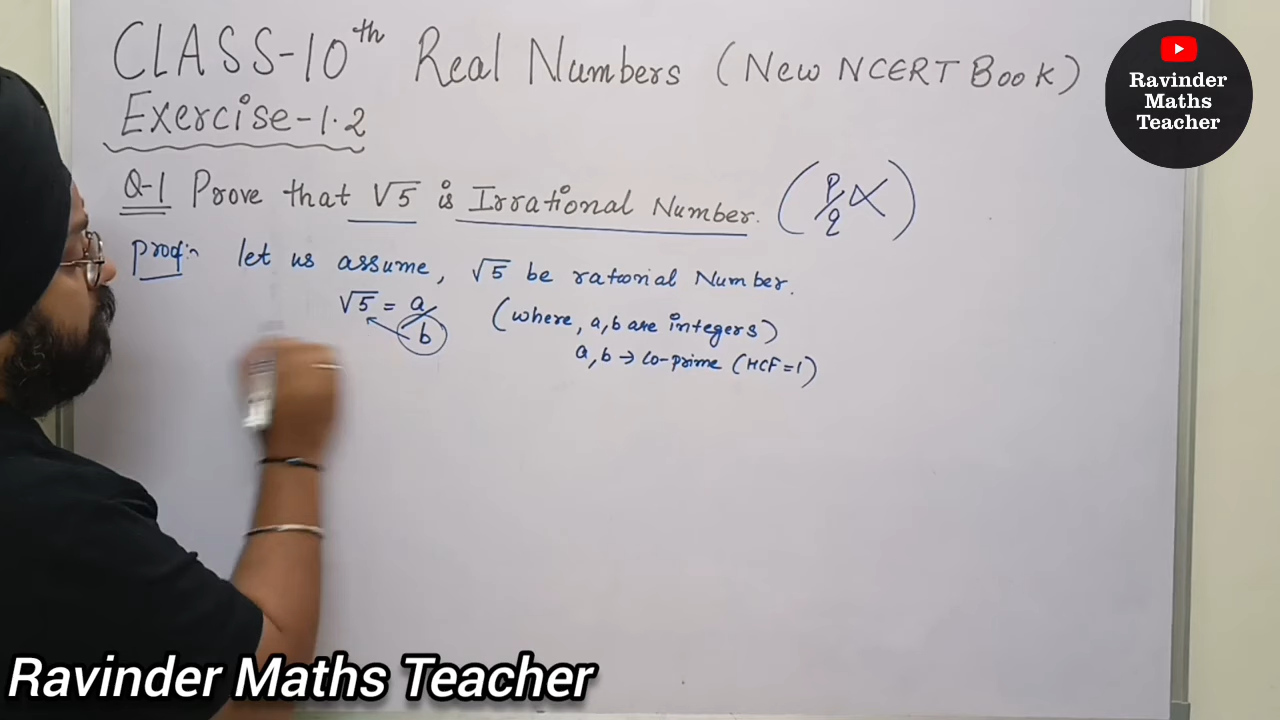 CLASS-10th Real Numbers (New NCERT Book)
Exercise-1.2
Q-1 Prove that √5 is Irrational Number. (p/q ×)
Proof:- let us assume, √5 be rational Number.
√5 = a/b (where, a,b are integers)
a,b → Co-prime (HCF=1)
Ravinder
Maths
Teacher
Ravinder Maths Teacher